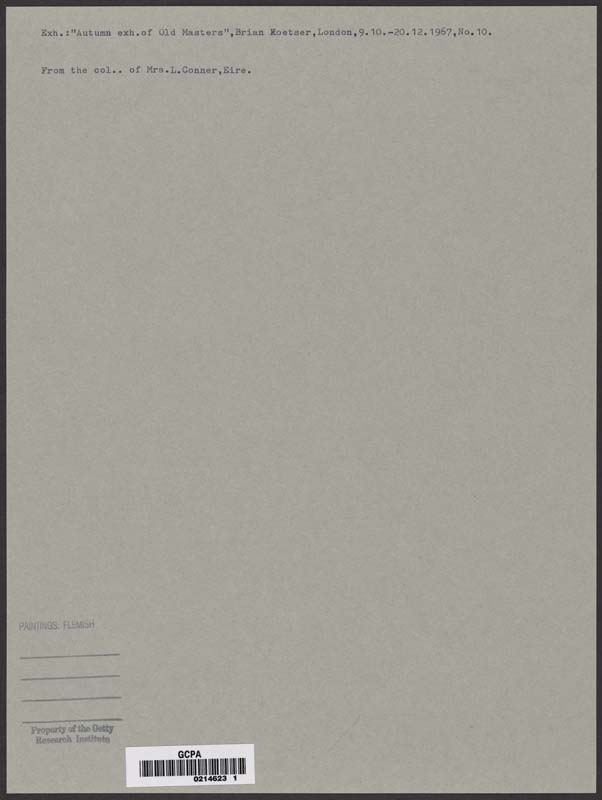 Exh.:"Autumn exh.of Old Masters",Brian Koetser,London,9.10.-20.12.1967,No.10.
From the col.. of Mrs.L.Conner,Eire.
PAINTINGS: FLEMISH
Property of the Getty
Research Institute
GCPA
0214623 1